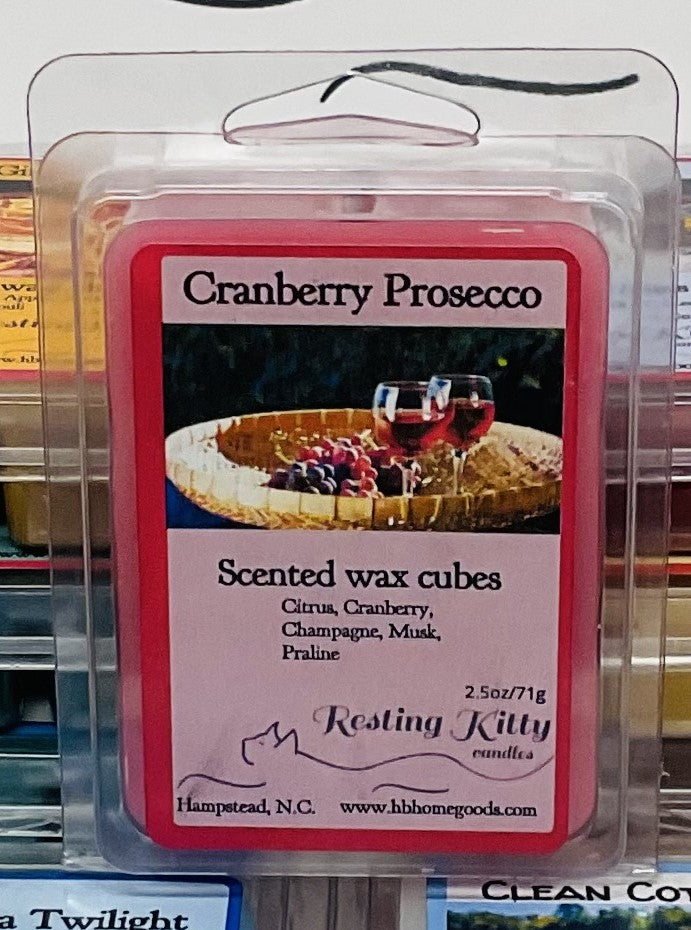 Cranberry Prosecco
Scented wax cubes
Citrus, Cranberry,
Champagne, Musk,
Praline
2.5oz/71g
Resting Kitty
candles
Hampstead, N.C. www.hbhomegoods.com
a Twilight
CLEAN